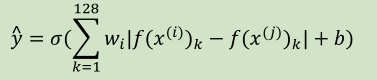 ŷ = σ(∑_{k=1}^{128} w_i|f(x^{(i)})_k − f(x^{(j)})_k| + b)